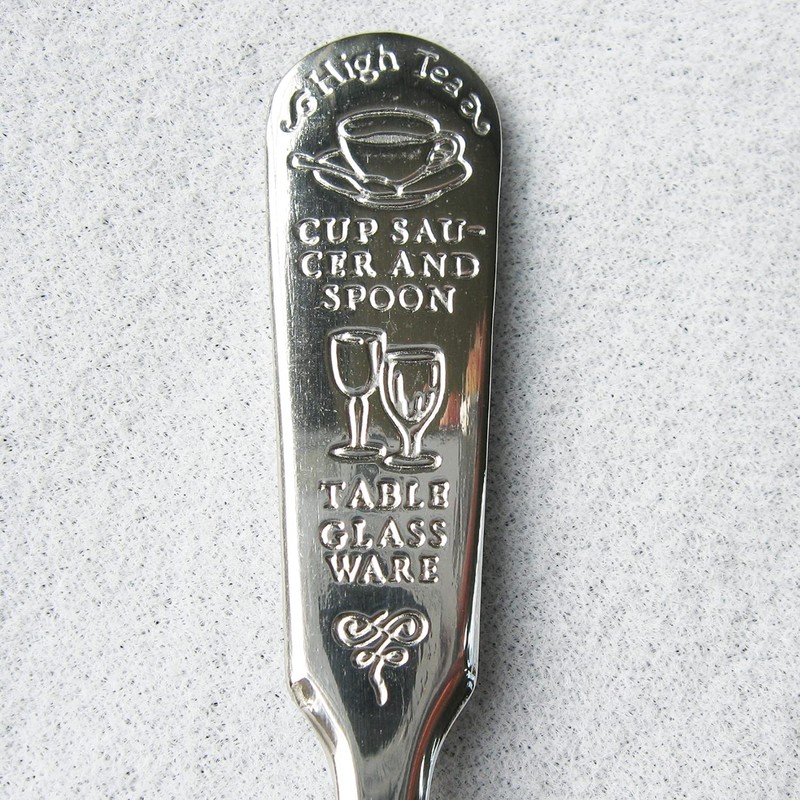 High Tea
CUP SAU-
CER AND
SPOON
TABLE
GLASS
WARE